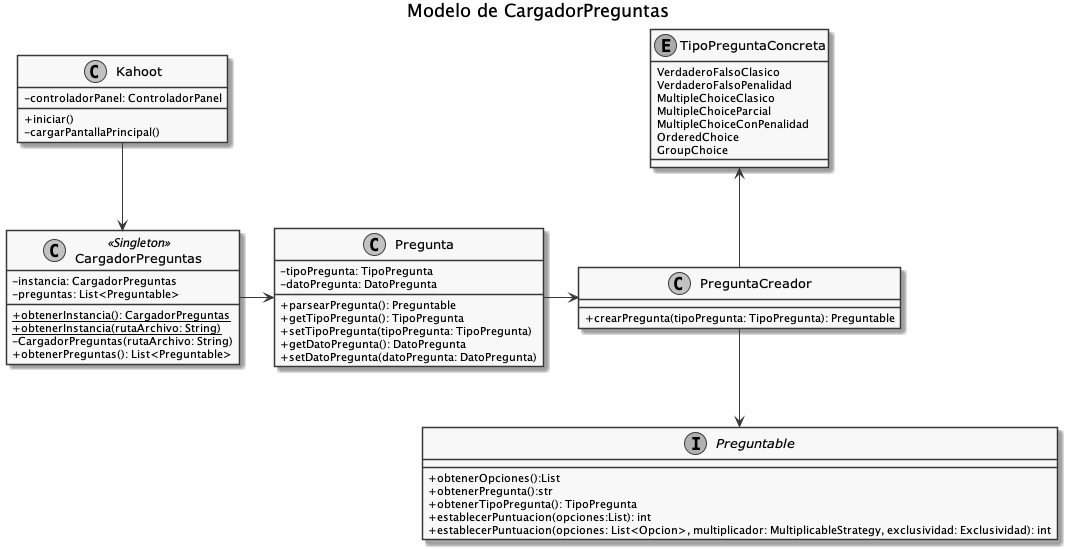 Modelo de CargadorPreguntas
E TipoPreguntaConcreta
VerdaderoFalsoClasico
VerdaderoFalsoPenalidad
MultipleChoiceClasico
MultipleChoiceParcial
MultipleChoiceConPenalidad
OrderedChoice
GroupChoice
C Kahoot
-controladorPanel: ControladorPanel
+iniciar()
-cargarPantallaPrincipal()
«Singleton»
C CargadorPreguntas
-instancia: CargadorPreguntas
-preguntas: List<Preguntable>
+obtenerInstancia(): CargadorPreguntas
+obtenerInstancia(rutaArchivo: String)
-CargadorPreguntas(rutaArchivo: String)
+obtenerPreguntas(): List<Preguntable>
C Pregunta
-tipoPregunta: TipoPregunta
-datoPregunta: DatoPregunta
+parsearPregunta(): Preguntable
+getTipoPregunta(): TipoPregunta
+setTipoPregunta(tipoPregunta: TipoPregunta)
+getDatoPregunta(): DatoPregunta
+setDatoPregunta(datoPregunta: DatoPregunta)
C PreguntaCreador
+crearPregunta(tipoPregunta: TipoPregunta): Preguntable
I Preguntable
+obtenerOpciones():List
+obtenerPregunta():str
+obtenerTipoPregunta(): TipoPregunta
+establecerPuntuacion(opciones:List): int
+establecerPuntuacion(opciones: List<Opcion>, multiplicador: MultiplicableStrategy, exclusividad: Exclusividad): int